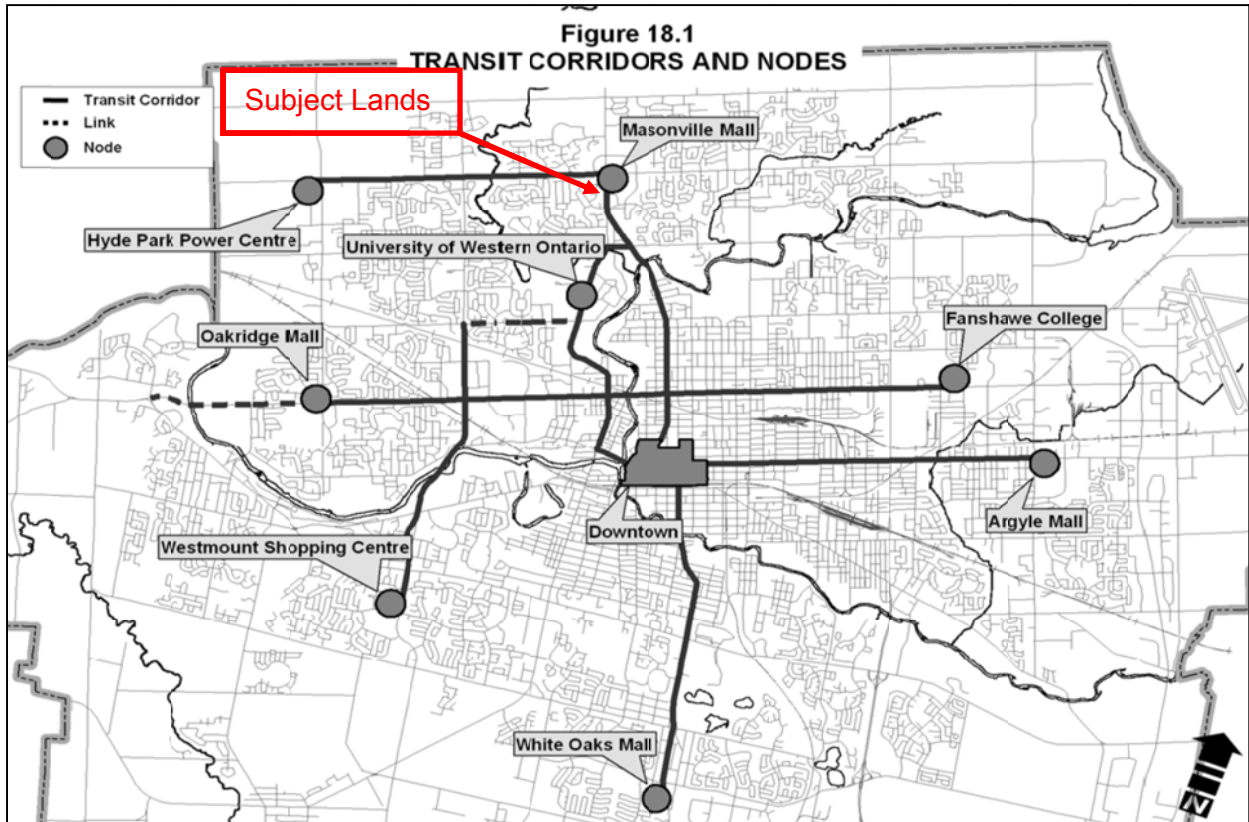 Figure 18.1
TRANSIT CORRIDORS AND NODES
Transit Corridor
Link
Node
Subject Lands
Masonville Mall
Hyde Park Power Centre
University of Western Ontario
Oakridge Mall
Fanshawe College
Argyle Mall
Downtown
Westmount Shopping Centre
White Oaks Mall
N